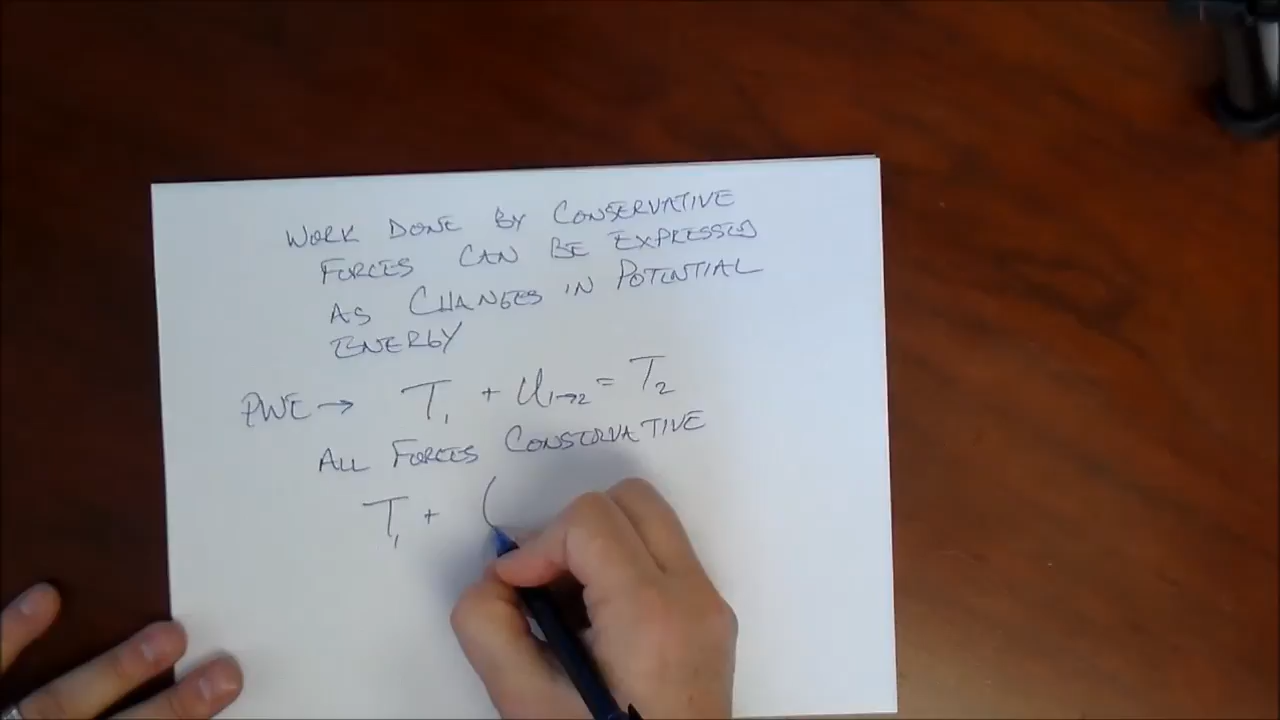 WORK DONE BY CONSERVATIVE
FORCES CAN BE EXPRESSED
AS CHANGES IN POTENTIAL
ENERGY
PWE → T₁ + U₁→₂ = T₂
ALL FORCES CONSERVATIVE
T₁ + (